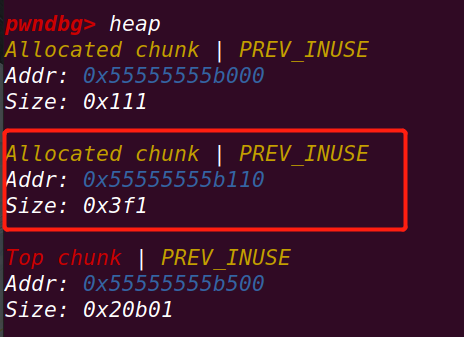 pwndbg> heap
Allocated chunk | PREV_INUSE
Addr: 0x55555555b000
Size: 0x111
Allocated chunk | PREV_INUSE
Addr: 0x55555555b110
Size: 0x3f1
Top chunk | PREV_INUSE
Addr: 0x55555555b500
Size: 0x20b01